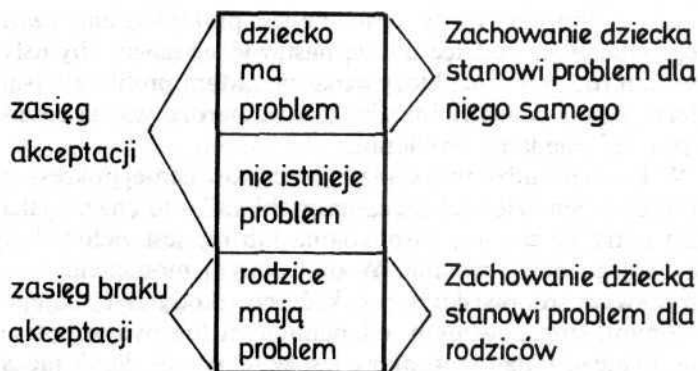 dziecko
ma
problem
Zachowanie dziecka
stanowi problem dla
niego samego
zasięg
akceptacji
nie istnieje
problem
zasięg braku
akceptacji
rodzice
mają
problem
Zachowanie dziecka
stanowi problem dla
rodziców